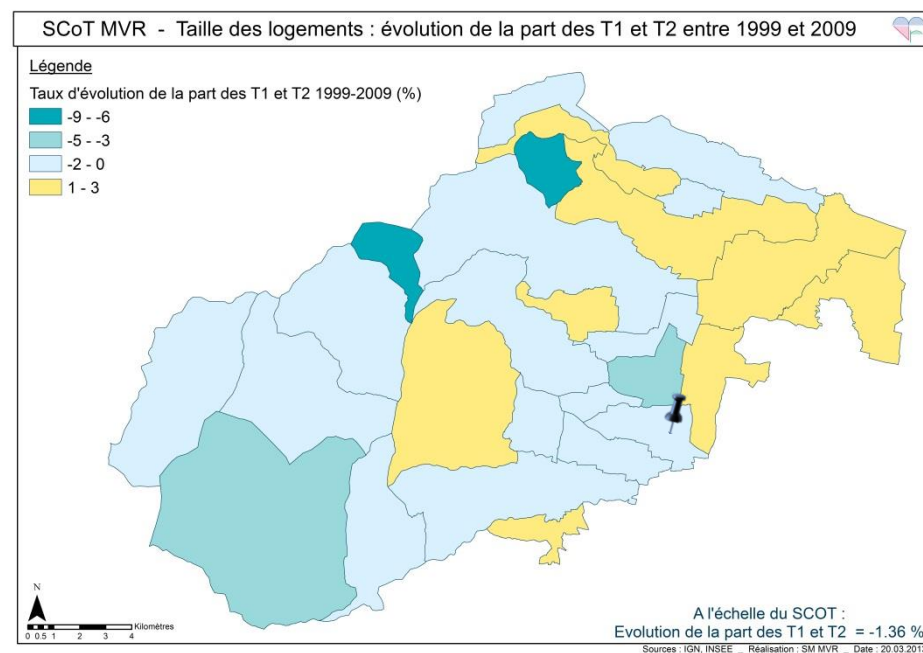 SCoT MVR - Taille des logements : évolution de la part des T1 et T2 entre 1999 et 2009
Légende
Taux d'évolution de la part des T1 et T2 1999-2009 (%)
-9 - -6
-5 - -3
-2 - 0
1 - 3
N
0 0.5 1 2 3 4 Kilomètres
A l'échelle du SCOT :
Evolution de la part des T1 et T2 = -1.36 %
Sources : IGN, INSEE _ Réalisation : SM MVR _ Date : 20.03.201